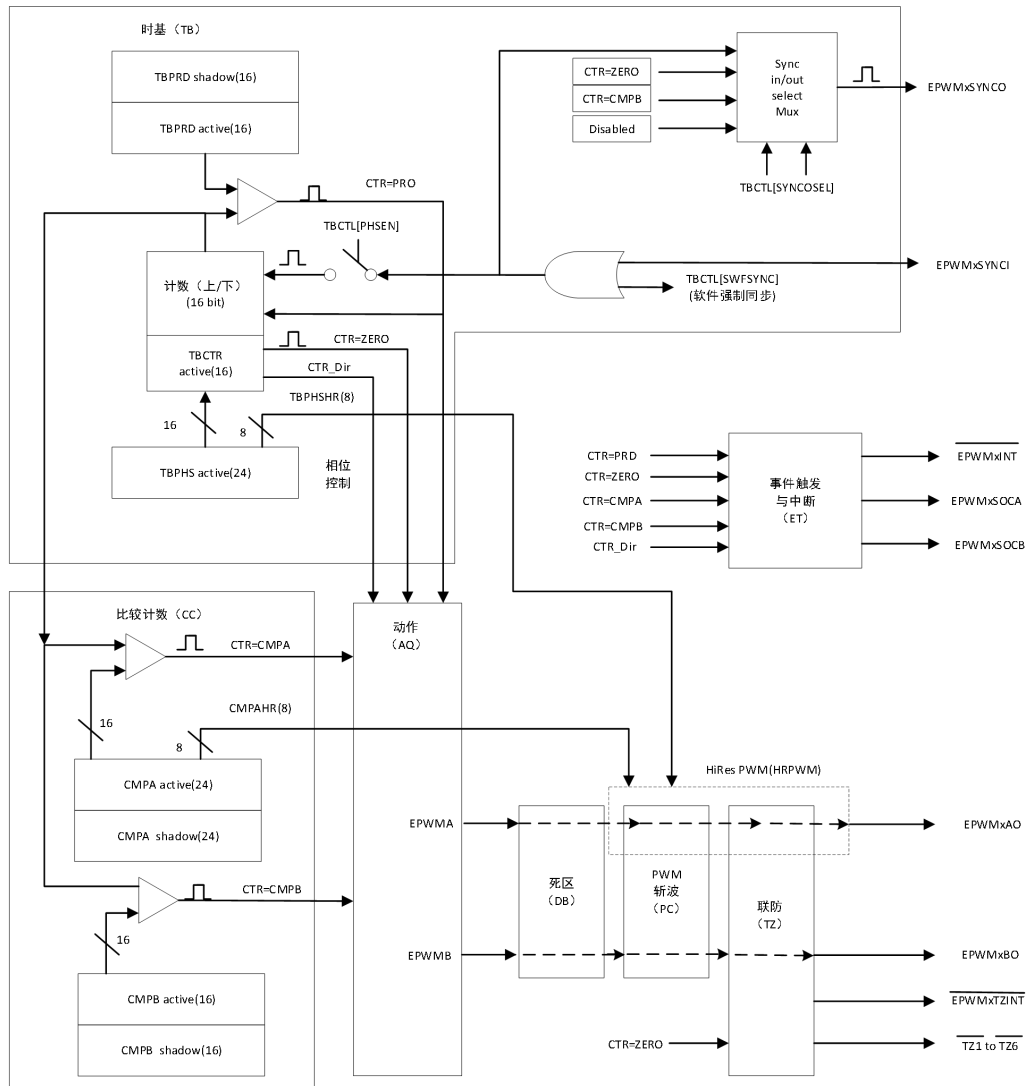 时基（TB）
TBPRD shadow(16)
TBPRD active(16)
CTR=ZERO
CTR=CMPB
Disabled
Sync
in/out
select
Mux
EPWMxSYNCO
TBCTL[SYNCOSEL]
CTR=PRO
TBCTL[PHSEN]
计数（上/下）
(16 bit)
TBCTR
active(16)
EPWMxSYNCI
TBCTL[SWFSYNC]
(软件强制同步)
CTR=ZERO
CTR_Dir
TBPHSHR(8)
16
8
TBPHS active(24)
相位
控制
CTR=PRD
CTR=ZERO
CTR=CMPA
CTR=CMPB
CTR_Dir
事件触发
与中断
（ET）
EPWMxINT
EPWMxSOCA
EPWMxSOCB
比较计数（CC）
CTR=CMPA
动作
（AQ）
16
8
CMPAHR(8)
CMPA active(24)
CMPA shadow(24)
CTR=CMPB
16
CMPB active(16)
CMPB shadow(16)
HiRes PWM(HRPWM)
EPWMA
EPWMB
死区
（DB）
PWM
斩波
（PC）
联防
（TZ）
EPWMxAO
EPWMxBO
EPWMxTZINT
CTR=ZERO
TZ1 to TZ6